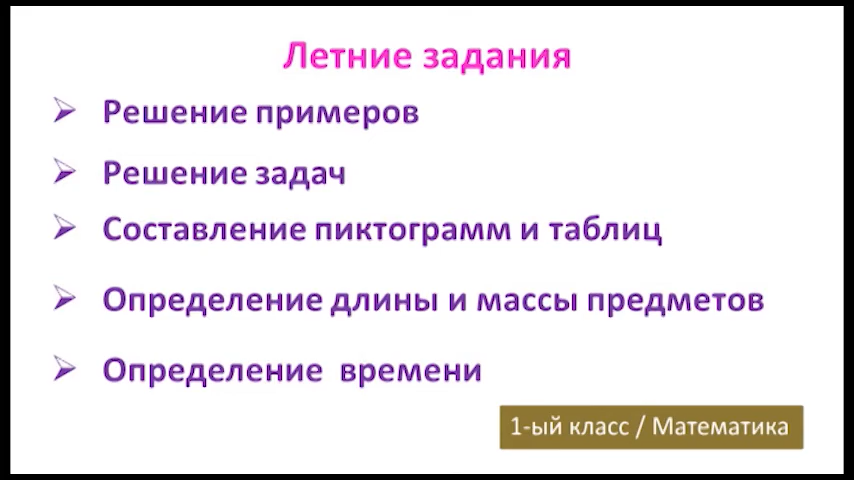 Летние задания
Решение примеров
Решение задач
Составление пиктограмм и таблиц
Определение длины и массы предметов
Определение времени
1-ый класс / Математика